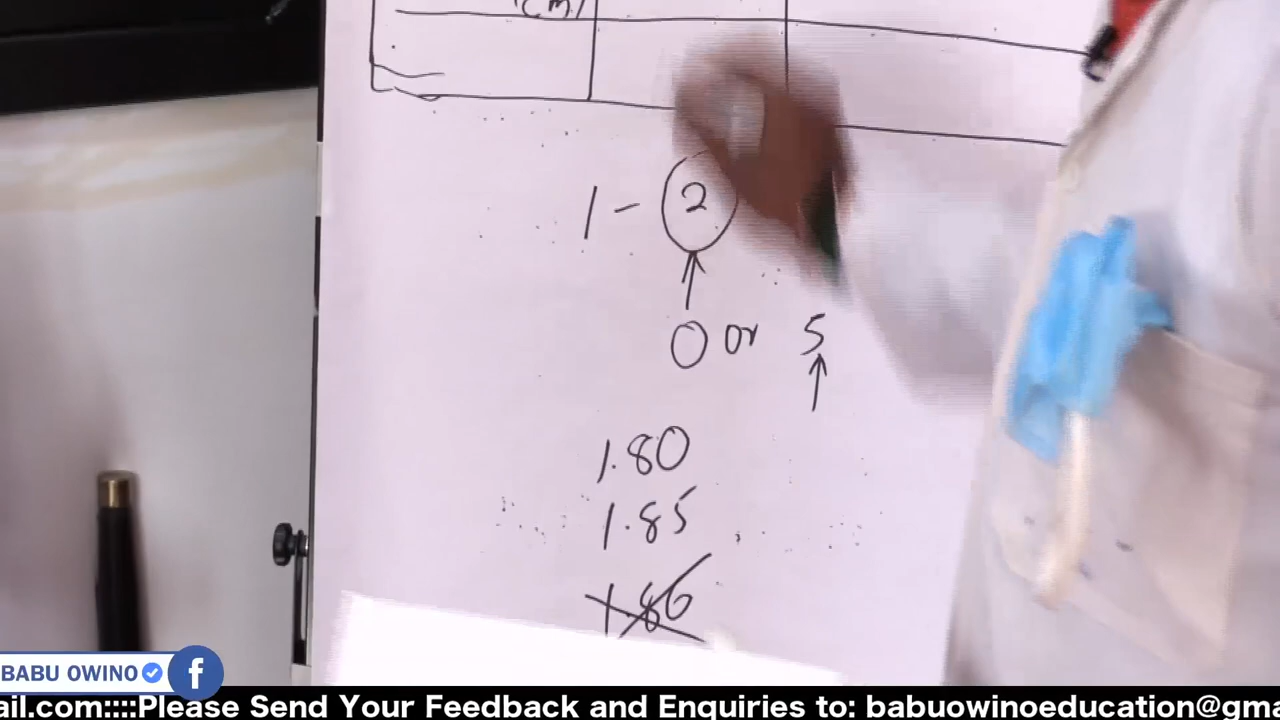 (cm)
1 - 2
0 or 5
1.80
1.85
1.86
BABU OWINO
f
ail.com::::Please Send Your Feedback and Enquiries to: babuowinoeducation@gma